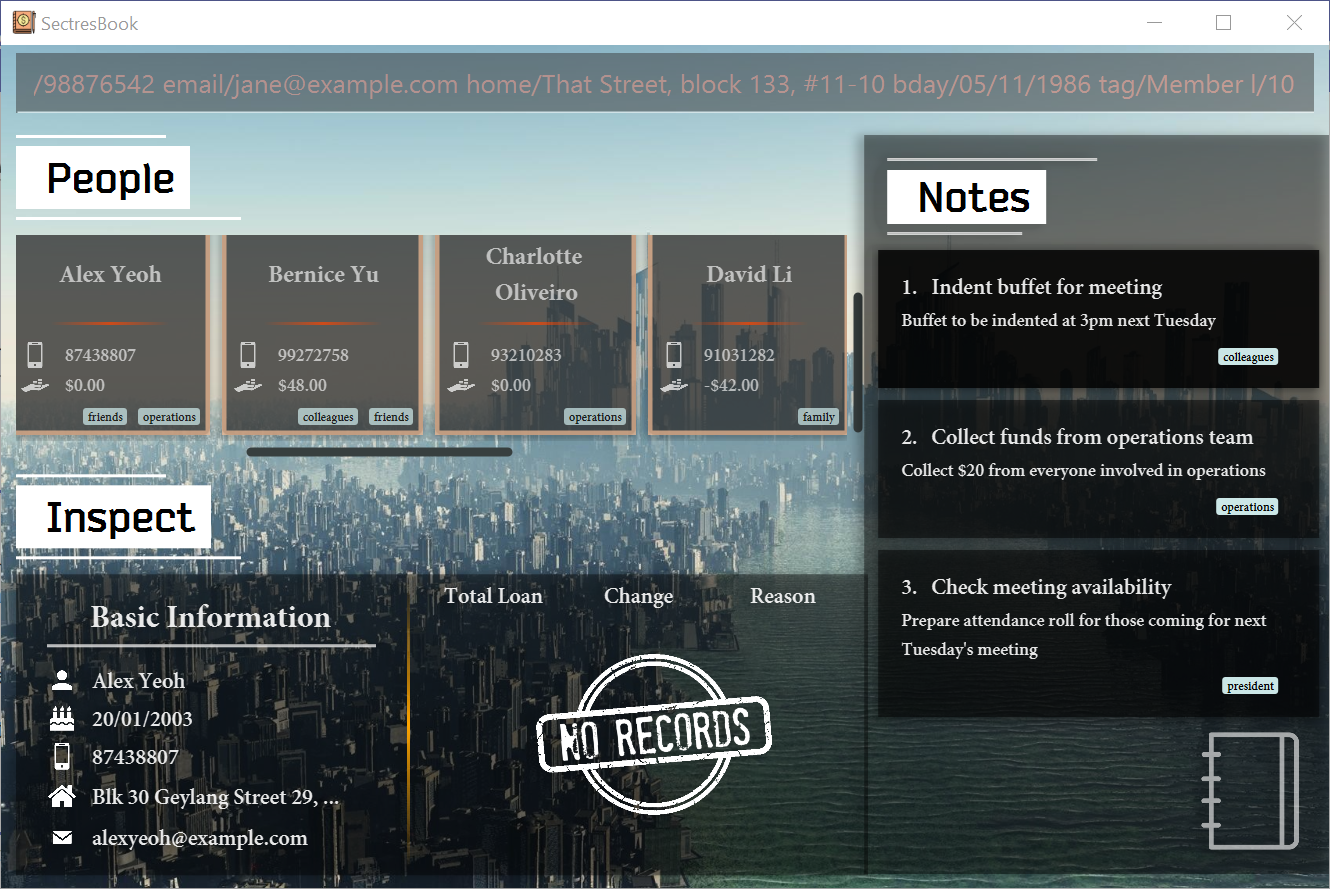 SectresBook
/98876542 email/jane@example.com home/That Street, block 133, #11-10 bday/05/11/1986 tag/Member l/10
People
Alex Yeoh
87438807
$0.00
friends operations
Bernice Yu
99272758
$48.00
colleagues friends
Charlotte
Oliveiro
93210283
$0.00
operations
David Li
91031282
-$42.00
family
Inspect
Basic Information
Alex Yeoh
20/01/2003
87438807
Blk 30 Geylang Street 29, ...
alexyeoh@example.com
Total Loan Change Reason
NO RECORDS
Notes
1. Indent buffet for meeting
Buffet to be indented at 3pm next Tuesday
colleagues
2. Collect funds from operations team
Collect $20 from everyone involved in operations
operations
3. Check meeting availability
Prepare attendance roll for those coming for next
Tuesday's meeting
president